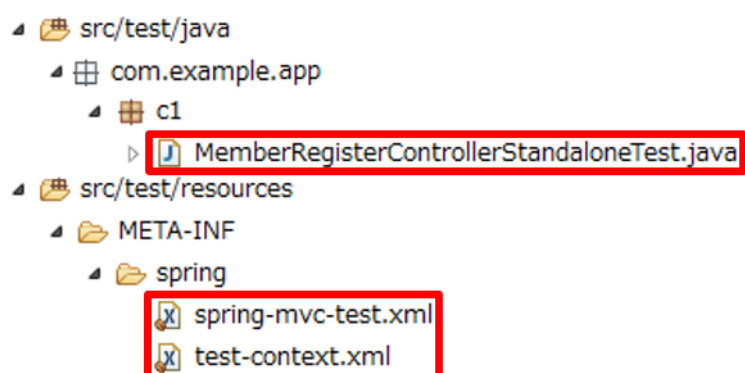 src/test/java
com.example.app
c1
MemberRegisterControllerStandaloneTest.java
src/test/resources
META-INF
spring
spring-mvc-test.xml
test-context.xml